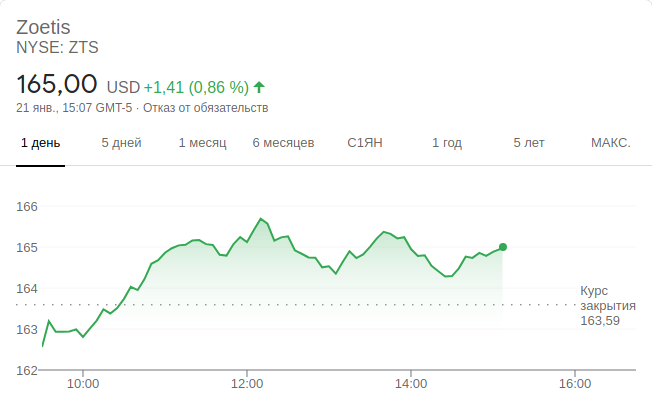 Zoetis
NYSE: ZTS
165,00 USD +1,41 (0,86 %)
21 янв., 15:07 GMT-5 · Отказ от обязательств
1 день 5 дней 1 месяц 6 месяцев С1ЯН 1 год 5 лет МАКС.
166
165
164
Курс
закрытия
163,59
163
162
10:00 12:00 14:00 16:00